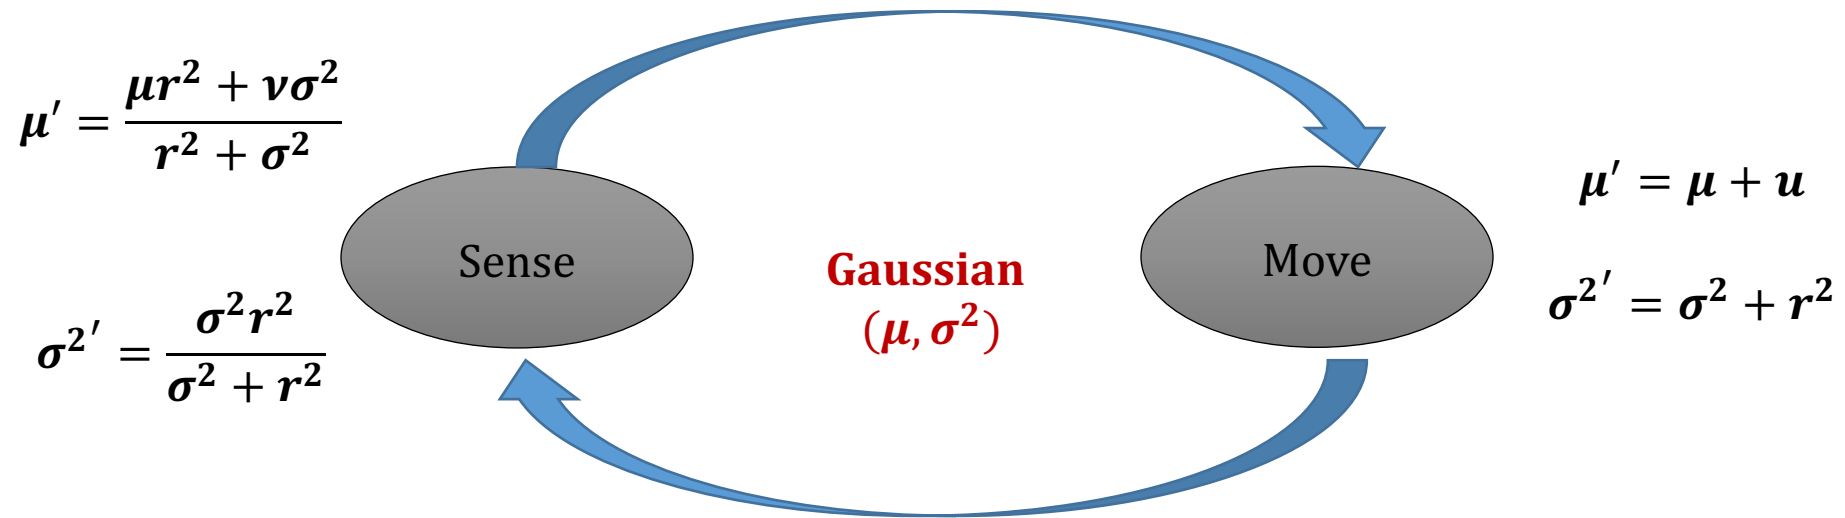 μ′ = (μr² + νσ²) / (r² + σ²)
σ²′ = σ²r² / (σ² + r²)
Sense
Gaussian
(μ, σ²)
Move
μ′ = μ + u
σ²′ = σ² + r²